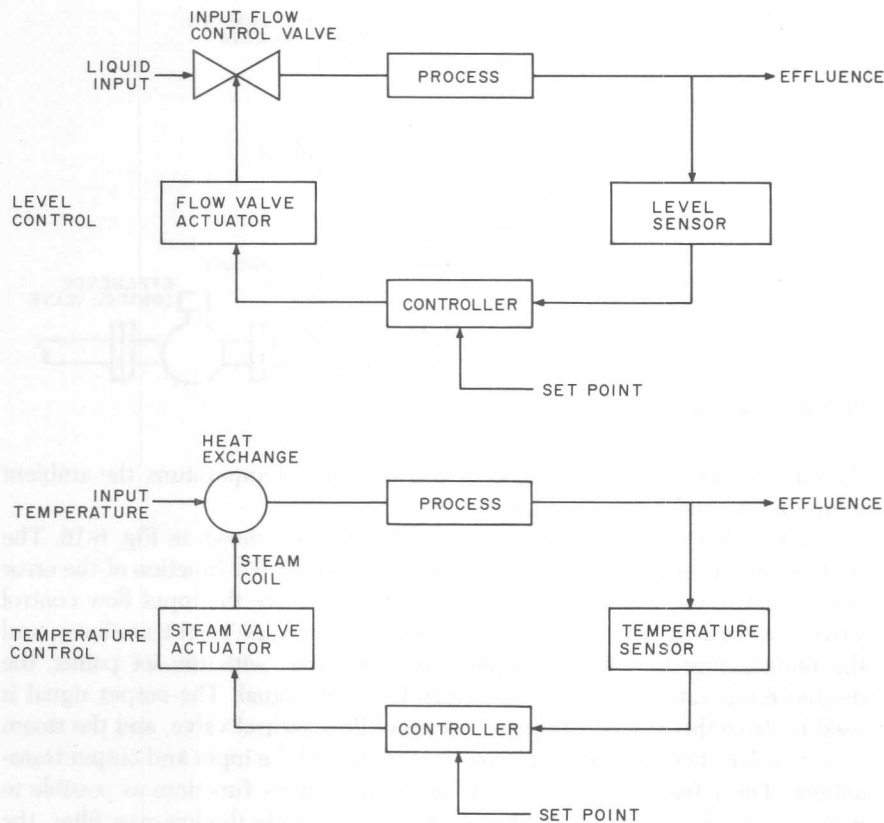 INPUT FLOW
CONTROL VALVE
LIQUID
INPUT
PROCESS
EFFLUENCE
LEVEL
CONTROL
FLOW VALVE
ACTUATOR
LEVEL
SENSOR
CONTROLLER
SET POINT
HEAT
EXCHANGE
INPUT
TEMPERATURE
PROCESS
EFFLUENCE
STEAM
COIL
TEMPERATURE
CONTROL
STEAM VALVE
ACTUATOR
TEMPERATURE
SENSOR
CONTROLLER
SET POINT